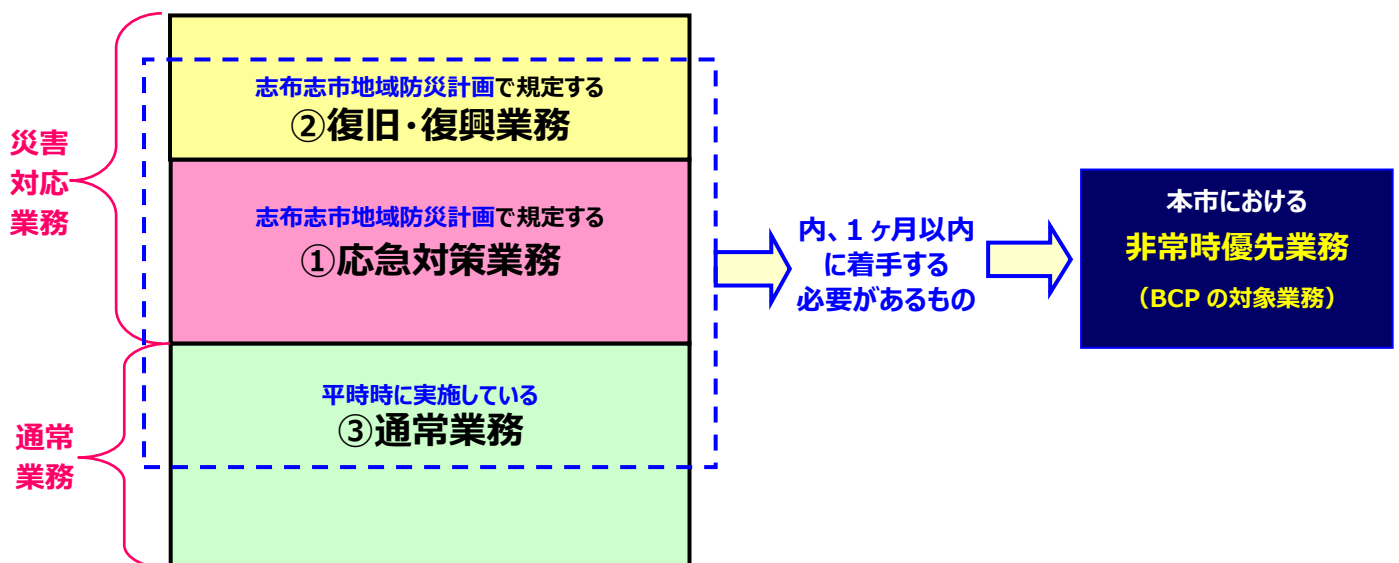 災害
対応
業務
志布志市地域防災計画で規定する
②復旧・復興業務
志布志市地域防災計画で規定する
①応急対策業務
通常
業務
平時時に実施している
③通常業務
内、1ヶ月以内
に着手する
必要があるもの
本市における
非常時優先業務
（BCP の対象業務）